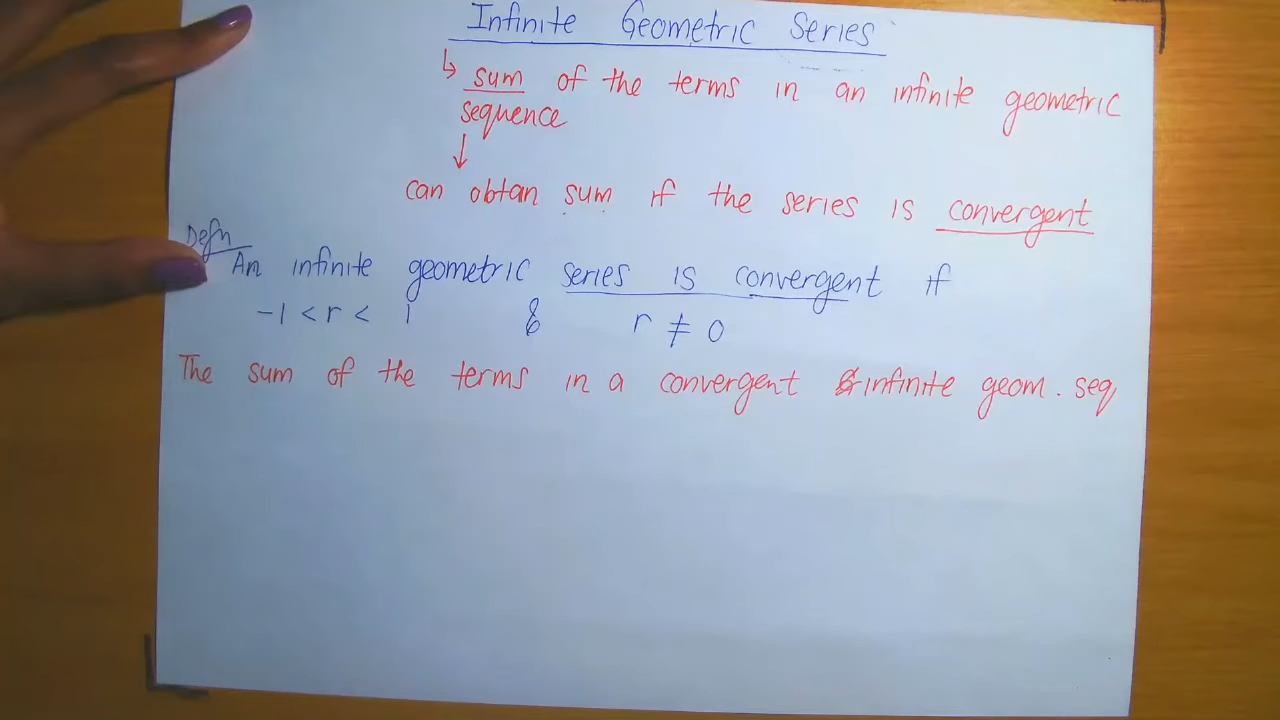 Infinite Geometric Series
↳ sum of the terms in an infinite geometric
sequence
↓
can obtan sum if the series is convergent
Defn
An infinite geometric series is convergent if
-1 < r < 1 & r ≠ 0
The sum of the terms in a convergent & infinite geom. seq